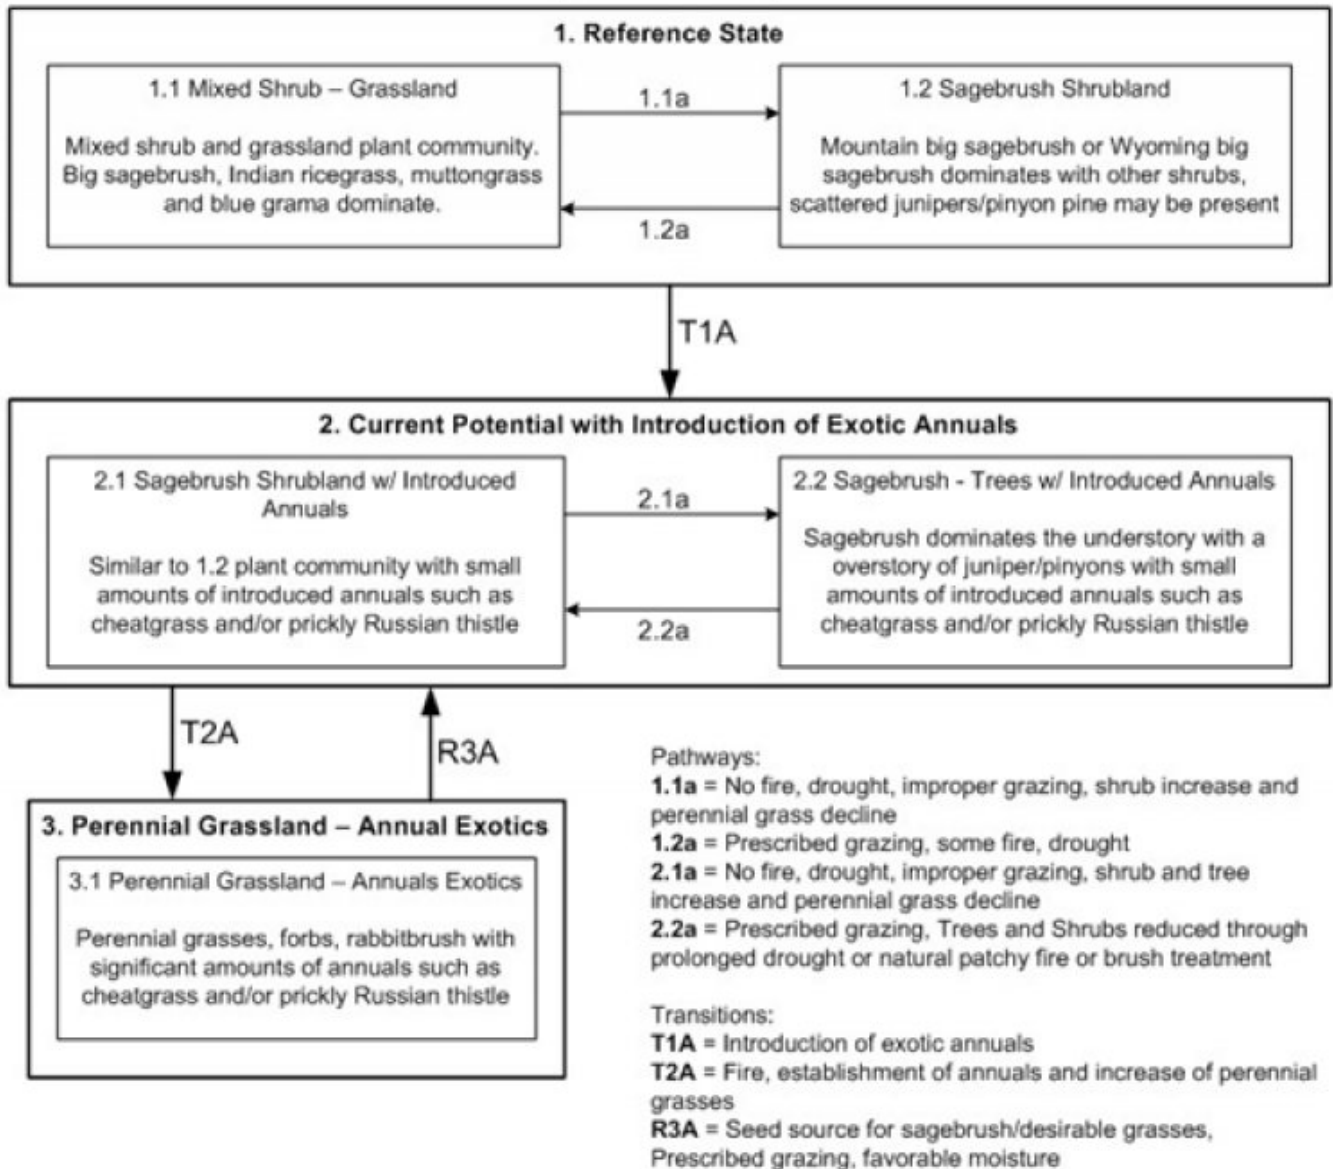 1. Reference State
1.1 Mixed Shrub – Grassland
Mixed shrub and grassland plant community.
Big sagebrush, Indian ricegrass, muttongrass
and blue grama dominate.
1.1a
1.2a
1.2 Sagebrush Shrubland
Mountain big sagebrush or Wyoming big
sagebrush dominates with other shrubs,
scattered junipers/pinyon pine may be present
T1A
2. Current Potential with Introduction of Exotic Annuals
2.1 Sagebrush Shrubland w/ Introduced
Annuals
Similar to 1.2 plant community with small
amounts of introduced annuals such as
cheatgrass and/or prickly Russian thistle
2.1a
2.2a
2.2 Sagebrush - Trees w/ Introduced Annuals
Sagebrush dominates the understory with a
overstory of juniper/pinyons with small
amounts of introduced annuals such as
cheatgrass and/or prickly Russian thistle
T2A
R3A
3. Perennial Grassland – Annual Exotics
3.1 Perennial Grassland – Annuals Exotics
Perennial grasses, forbs, rabbitbrush with
significant amounts of annuals such as
cheatgrass and/or prickly Russian thistle
Pathways:
1.1a = No fire, drought, improper grazing, shrub increase and
perennial grass decline
1.2a = Prescribed grazing, some fire, drought
2.1a = No fire, drought, improper grazing, shrub and tree
increase and perennial grass decline
2.2a = Prescribed grazing, Trees and Shrubs reduced through
prolonged drought or natural patchy fire or brush treatment
Transitions:
T1A = Introduction of exotic annuals
T2A = Fire, establishment of annuals and increase of perennial
grasses
R3A = Seed source for sagebrush/desirable grasses,
Prescribed grazing, favorable moisture